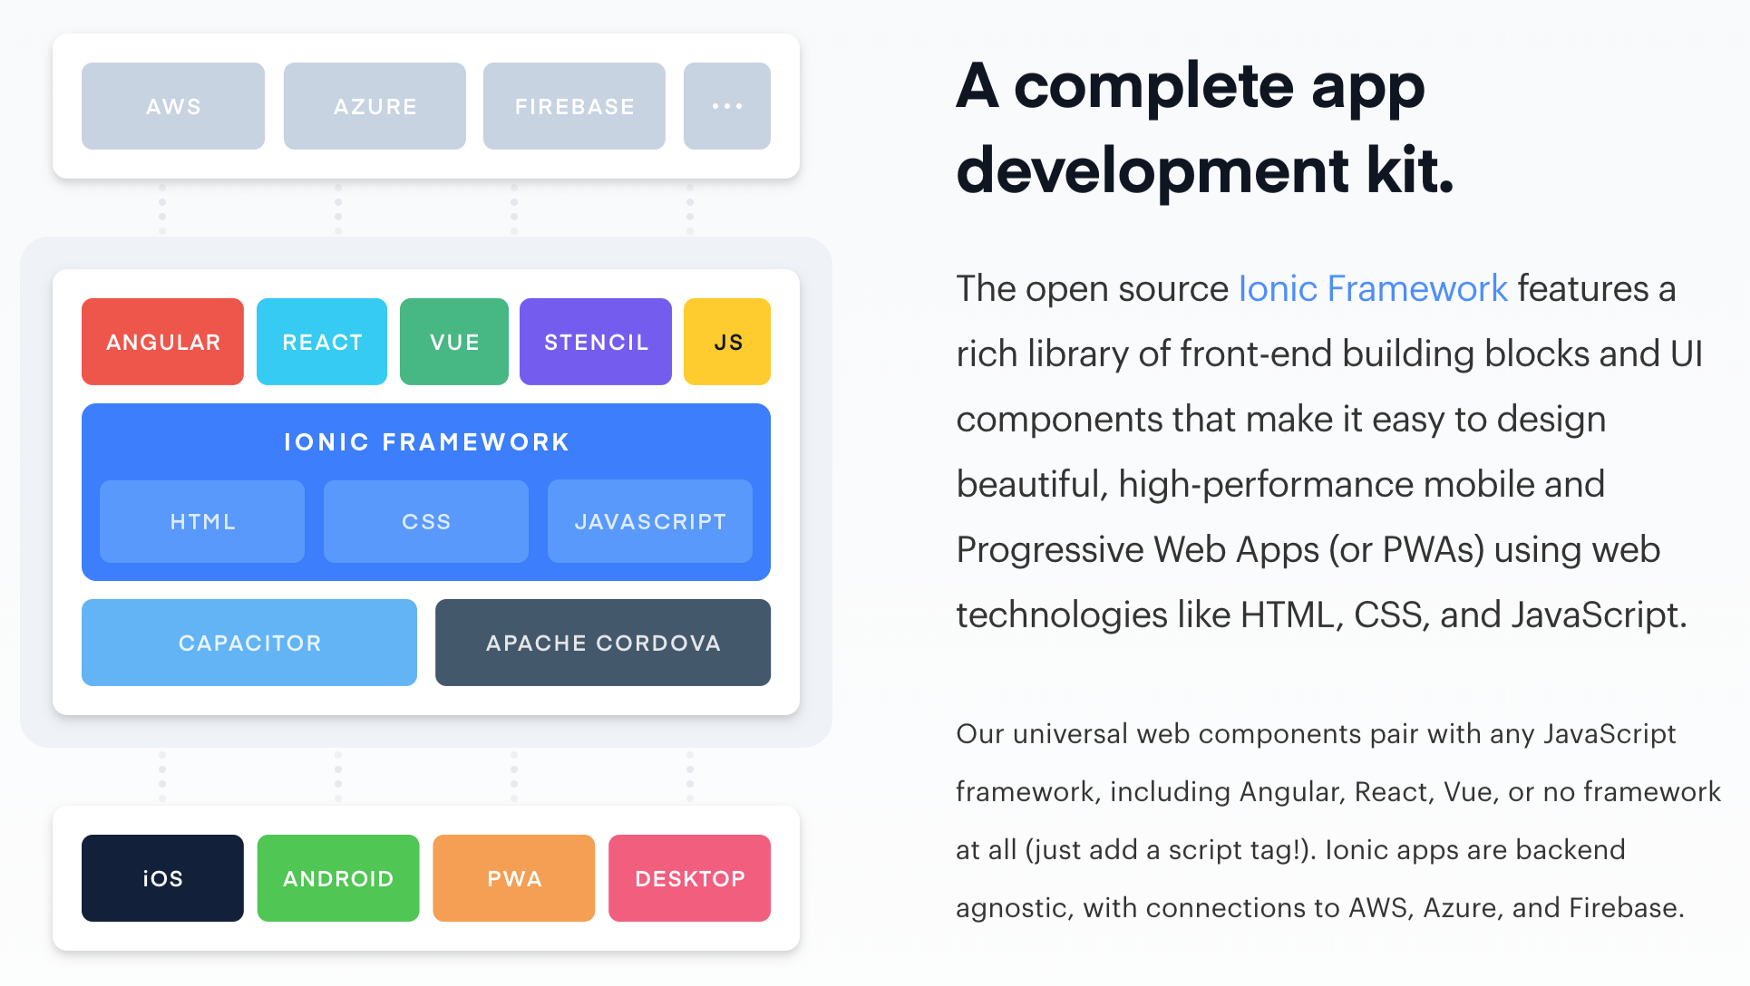 AWS
AZURE
FIREBASE
...
ANGULAR
REACT
VUE
STENCIL
JS
IONIC FRAMEWORK
HTML
CSS
JAVASCRIPT
CAPACITOR
APACHE CORDOVA
iOS
ANDROID
PWA
DESKTOP
A complete app
development kit.
The open source Ionic Framework features a
rich library of front-end building blocks and UI
components that make it easy to design
beautiful, high-performance mobile and
Progressive Web Apps (or PWAs) using web
technologies like HTML, CSS, and JavaScript.
Our universal web components pair with any JavaScript
framework, including Angular, React, Vue, or no framework
at all (just add a script tag!). Ionic apps are backend
agnostic, with connections to AWS, Azure, and Firebase.